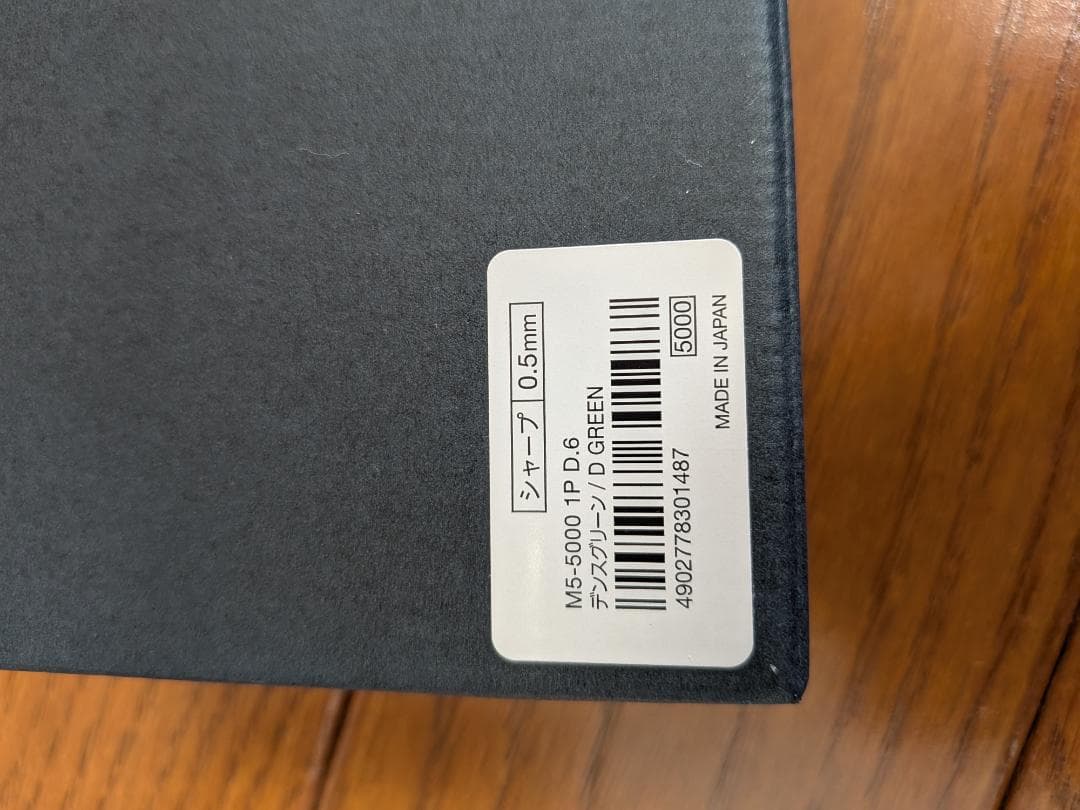 シャープ 0.5mm
M5-5000 1P D.6
デンスグリーン/D GREEN
4902778301487 5000
MADE IN JAPAN